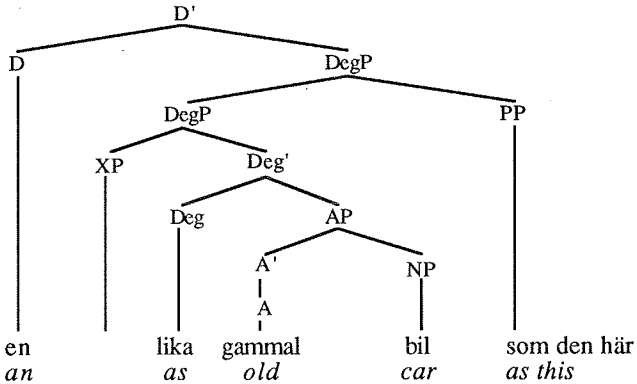 D'
D DegP
DegP PP
XP Deg'
Deg AP
A' NP
A
en lika gammal bil som den här
an as old car as this